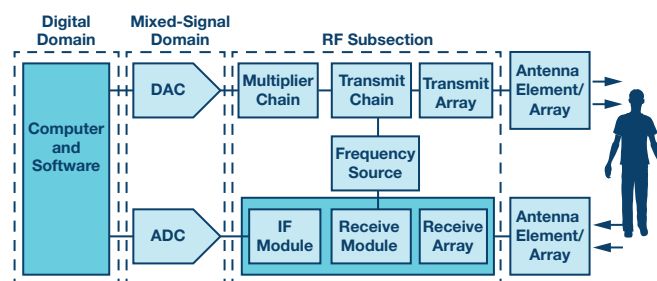 Digital
Domain
Mixed-Signal
Domain
RF Subsection
Computer
and
Software
DAC
Multiplier
Chain
Transmit
Chain
Transmit
Array
Antenna
Element/
Array
Frequency
Source
ADC
IF
Module
Receive
Module
Receive
Array
Antenna
Element/
Array